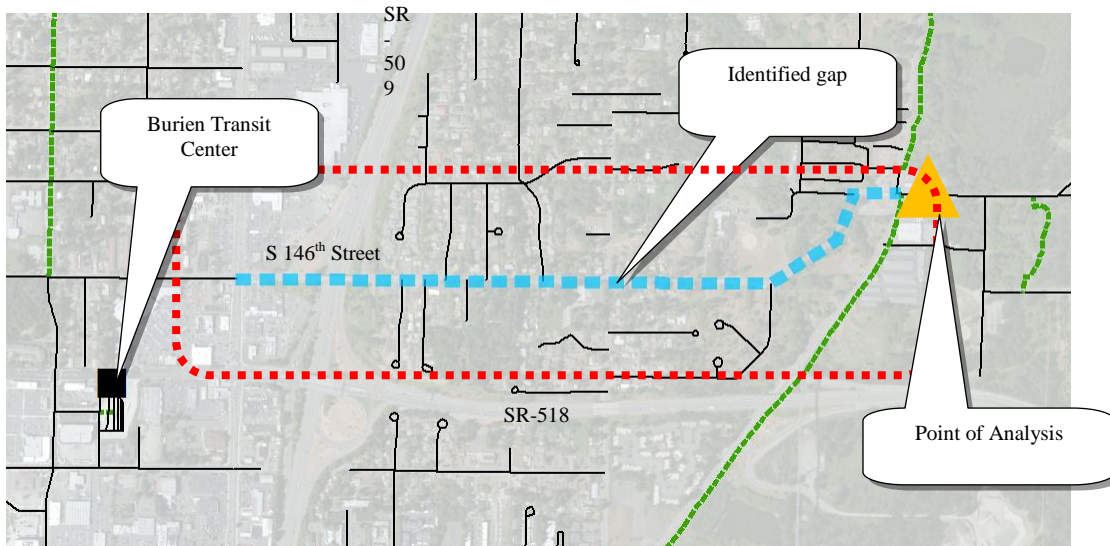 SR
-
50
9
Identified gap
Burien Transit
Center
S 146th Street
SR-518
Point of Analysis